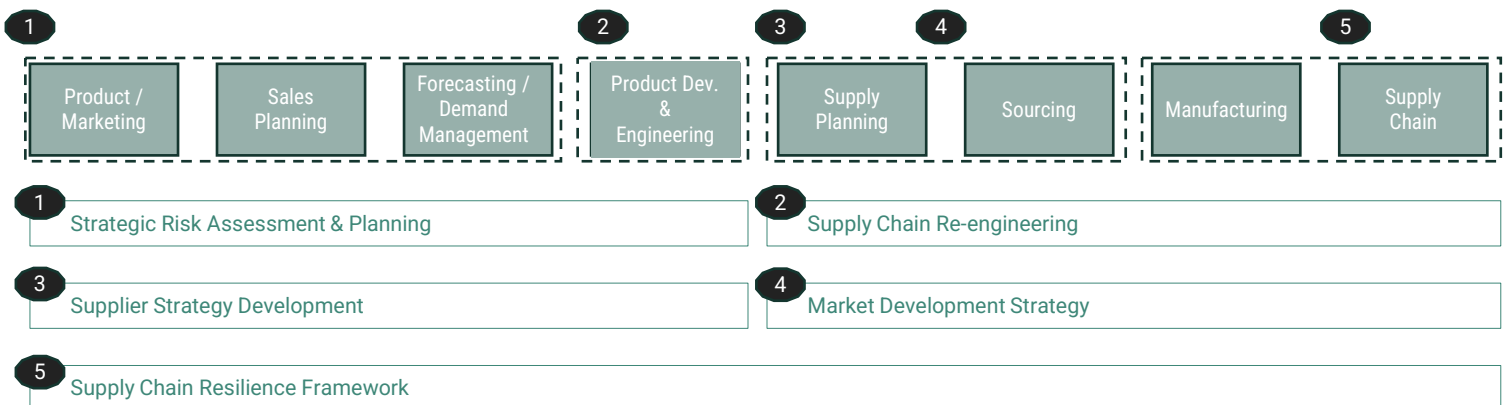 1
2
3
4
5
Product /
Marketing
Sales
Planning
Forecasting /
Demand
Management
Product Dev.
&
Engineering
Supply
Planning
Sourcing
Manufacturing
Supply
Chain
1
Strategic Risk Assessment & Planning
2
Supply Chain Re-engineering
3
Supplier Strategy Development
4
Market Development Strategy
5
Supply Chain Resilience Framework